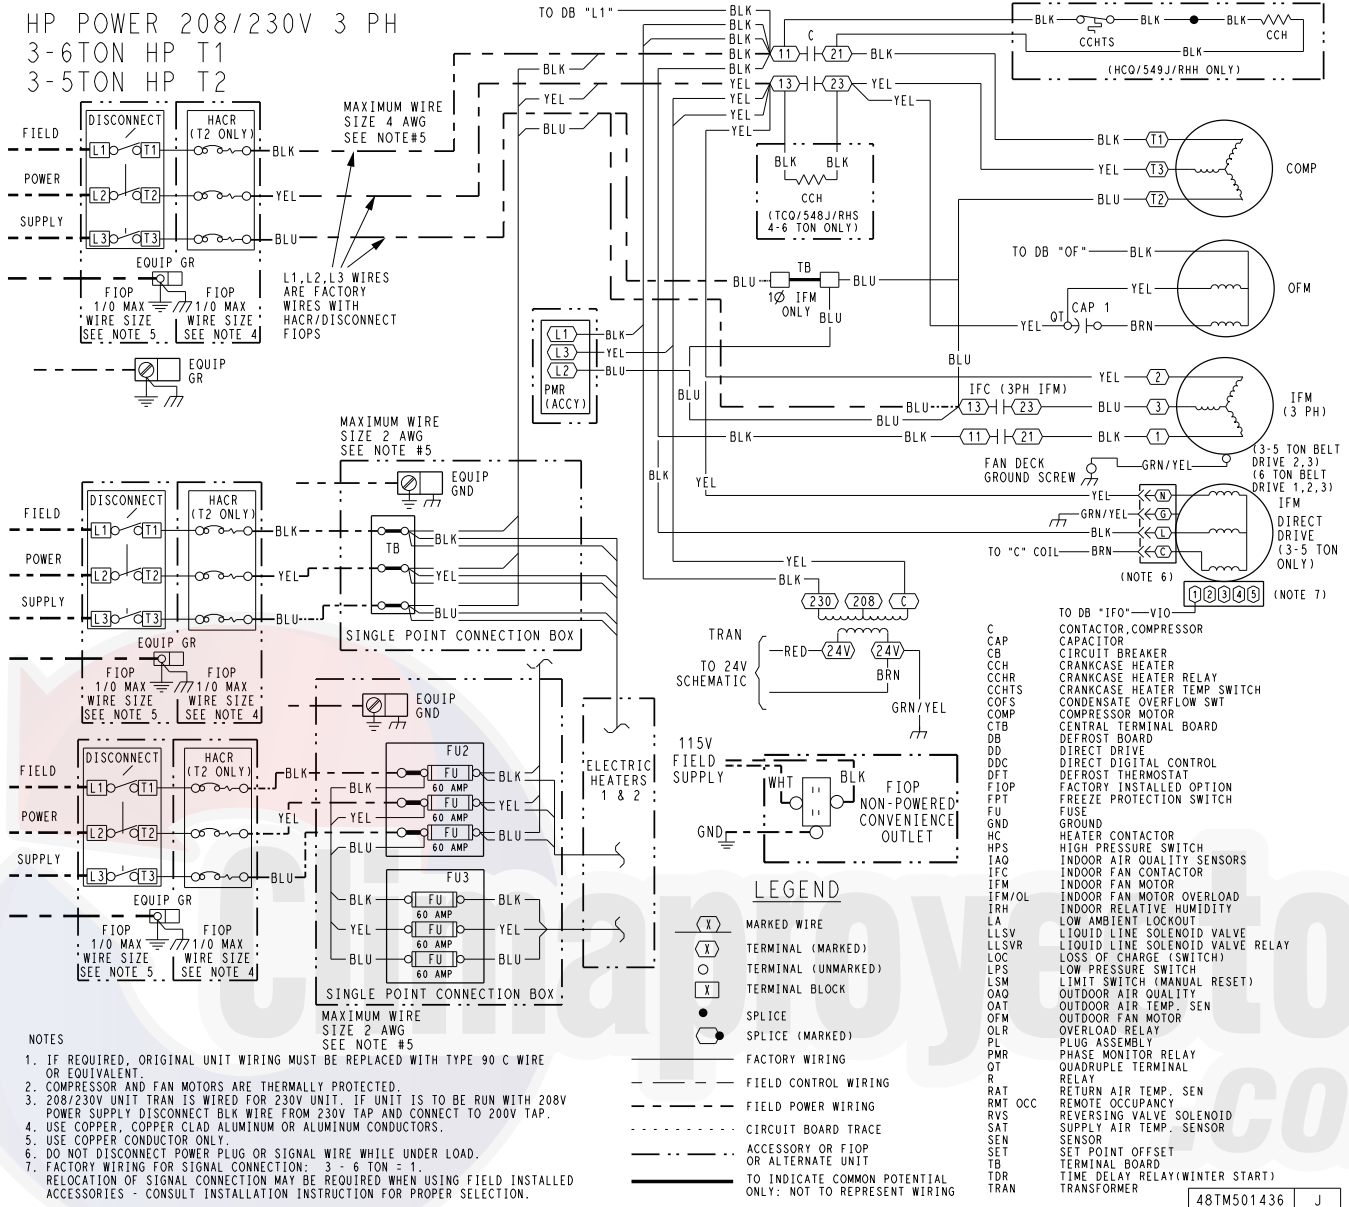 HP POWER 208/230V 3 PH
3-6TON HP T1
3-5TON HP T2
FIELD
POWER
SUPPLY
DISCONNECT
L1 T1
L2 T2
L3 T3
HACR
(T2 ONLY)
BLK
YEL
BLU
EQUIP GR
FIOP
1/0 MAX
WIRE SIZE
SEE NOTE 5
FIOP
1/0 MAX
WIRE SIZE
SEE NOTE 4
EQUIP
GR
MAXIMUM WIRE
SIZE 4 AWG
SEE NOTE#5
L1,L2,L3 WIRES
ARE FACTORY
WIRES WITH
HACR/DISCONNECT
FIOPS
BLK
YEL
BLU
TO DB "L1"
BLK
BLK
BLK
BLK
BLK
YEL
YEL
YEL
YEL
11
C
21
BLK
13
23
YEL
YEL
BLK BLK
CCH
(TCQ/548J/RHS
4-6 TON ONLY)
BLK
CCHTS
BLK
BLK
CCH
BLK
(HCQ/549J/RHH ONLY)
BLK T1
YEL T3
BLU T2
COMP
TO DB "OF"
BLK
YEL
QT
CAP 1
YEL
BRN
OFM
BLU
TB
BLU
1Ø IFM
ONLY
BLU
L1
BLK
L3
YEL
L2
BLU
PMR
(ACCY)
BLU
BLU
IFC (3PH IFM)
YEL 2
BLU
13
23
BLU 3
BLK
BLK
11
21
BLK 1
IFM
(3 PH)
FAN DECK
GROUND SCREW
GRN/YEL
(3-5 TON BELT
DRIVE 2,3)
(6 TON BELT
DRIVE 1,2,3)
BLK
YEL
YEL N
GRN/YEL G
BLK L
TO "C" COIL
BRN C
IFM
DIRECT
DRIVE
(3-5 TON
ONLY)
(NOTE 6)
1 2 3 4 5
(NOTE 7)
TO DB "IFO" VIO
FIELD
POWER
SUPPLY
DISCONNECT
L1 T1
L2 T2
L3 T3
HACR
(T2 ONLY)
BLK
YEL
BLU
EQUIP GR
FIOP
1/0 MAX
WIRE SIZE
SEE NOTE 5
FIOP
1/0 MAX
WIRE SIZE
SEE NOTE 4
MAXIMUM WIRE
SIZE 2 AWG
SEE NOTE #5
EQUIP
GND
TB
BLK
YEL
BLU
SINGLE POINT CONNECTION BOX
YEL
BLK
230
208
C
TRAN
RED
24V
24V
TO 24V
SCHEMATIC
BRN
GRN/YEL
FIELD
POWER
SUPPLY
DISCONNECT
L1 T1
L2 T2
L3 T3
HACR
(T2 ONLY)
BLK
YEL
BLU
EQUIP GR
FIOP
1/0 MAX
WIRE SIZE
SEE NOTE 5
FIOP
1/0 MAX
WIRE SIZE
SEE NOTE 4
EQUIP
GND
FU2
FU
BLK
BLK
60 AMP
FU
YEL
YEL
60 AMP
FU
BLU
BLU
60 AMP
FU3
BLK
FU
BLK
60 AMP
YEL
FU
YEL
60 AMP
BLU
FU
BLU
60 AMP
SINGLE POINT CONNECTION BOX
MAXIMUM WIRE
SIZE 2 AWG
SEE NOTE #5
ELECTRIC
HEATERS
1 & 2
115V
FIELD
SUPPLY
WHT
BLK
GND
FIOP
NON-POWERED
CONVENIENCE
OUTLET
LEGEND
X MARKED WIRE
X TERMINAL (MARKED)
TERMINAL (UNMARKED)
X TERMINAL BLOCK
SPLICE
SPLICE (MARKED)
FACTORY WIRING
FIELD CONTROL WIRING
FIELD POWER WIRING
CIRCUIT BOARD TRACE
ACCESSORY OR FIOP
OR ALTERNATE UNIT
TO INDICATE COMMON POTENTIAL
ONLY: NOT TO REPRESENT WIRING
C CONTACTOR,COMPRESSOR
CAP CAPACITOR
CB CIRCUIT BREAKER
CCH CRANKCASE HEATER
CCHR CRANKCASE HEATER RELAY
CCHTS CRANKCASE HEATER TEMP SWITCH
COFS CONDENSATE OVERFLOW SWT
COMP COMPRESSOR MOTOR
CTB CENTRAL TERMINAL BOARD
DB DEFROST BOARD
DD DIRECT DRIVE
DDC DIRECT DIGITAL CONTROL
DFT DEFROST THERMOSTAT
FIOP FACTORY INSTALLED OPTION
FPT FREEZE PROTECTION SWITCH
FU FUSE
GND GROUND
HC HEATER CONTACTOR
HPS HIGH PRESSURE SWITCH
IAQ INDOOR AIR QUALITY SENSORS
IFC INDOOR FAN CONTACTOR
IFM INDOOR FAN MOTOR
IFM/OL INDOOR FAN MOTOR OVERLOAD
IRH INDOOR RELATIVE HUMIDITY
LA LOW AMBIENT LOCKOUT
LLSV LIQUID LINE SOLENOID VALVE
LLSVR LIQUID LINE SOLENOID VALVE RELAY
LOC LOSS OF CHARGE (SWITCH)
LPS LOW PRESSURE SWITCH
LSM LIMIT SWITCH (MANUAL RESET)
OAQ OUTDOOR AIR QUALITY
OAT OUTDOOR AIR TEMP. SEN
OFM OUTDOOR FAN MOTOR
OLR OVERLOAD RELAY
PL PLUG ASSEMBLY
PMR PHASE MONITOR RELAY
QT QUADRUPLE TERMINAL
R RELAY
RAT RETURN AIR TEMP. SEN
RMT OCC REMOTE OCCUPANCY
RVS REVERSING VALVE SOLENOID
SAT SUPPLY AIR TEMP. SENSOR
SEN SENSOR
SET SET POINT OFFSET
TB TERMINAL BOARD
TDR TIME DELAY RELAY(WINTER START)
TRAN TRANSFORMER
48TM501436 J
NOTES
1. IF REQUIRED, ORIGINAL UNIT WIRING MUST BE REPLACED WITH TYPE 90 C WIRE
OR EQUIVALENT.
2. COMPRESSOR AND FAN MOTORS ARE THERMALLY PROTECTED.
3. 208/230V UNIT TRAN IS WIRED FOR 230V UNIT. IF UNIT IS TO BE RUN WITH 208V
POWER SUPPLY DISCONNECT BLK WIRE FROM 230V TAP AND CONNECT TO 200V TAP.
4. USE COPPER, COPPER CLAD ALUMINUM OR ALUMINUM CONDUCTORS.
5. USE COPPER CONDUCTOR ONLY.
6. DO NOT DISCONNECT POWER PLUG OR SIGNAL WIRE WHILE UNDER LOAD.
7. FACTORY WIRING FOR SIGNAL CONNECTION: 3 - 6 TON = 1.
RELOCATION OF SIGNAL CONNECTION MAY BE REQUIRED WHEN USING FIELD INSTALLED
ACCESSORIES - CONSULT INSTALLATION INSTRUCTION FOR PROPER SELECTION.
Climaproyecto
.co